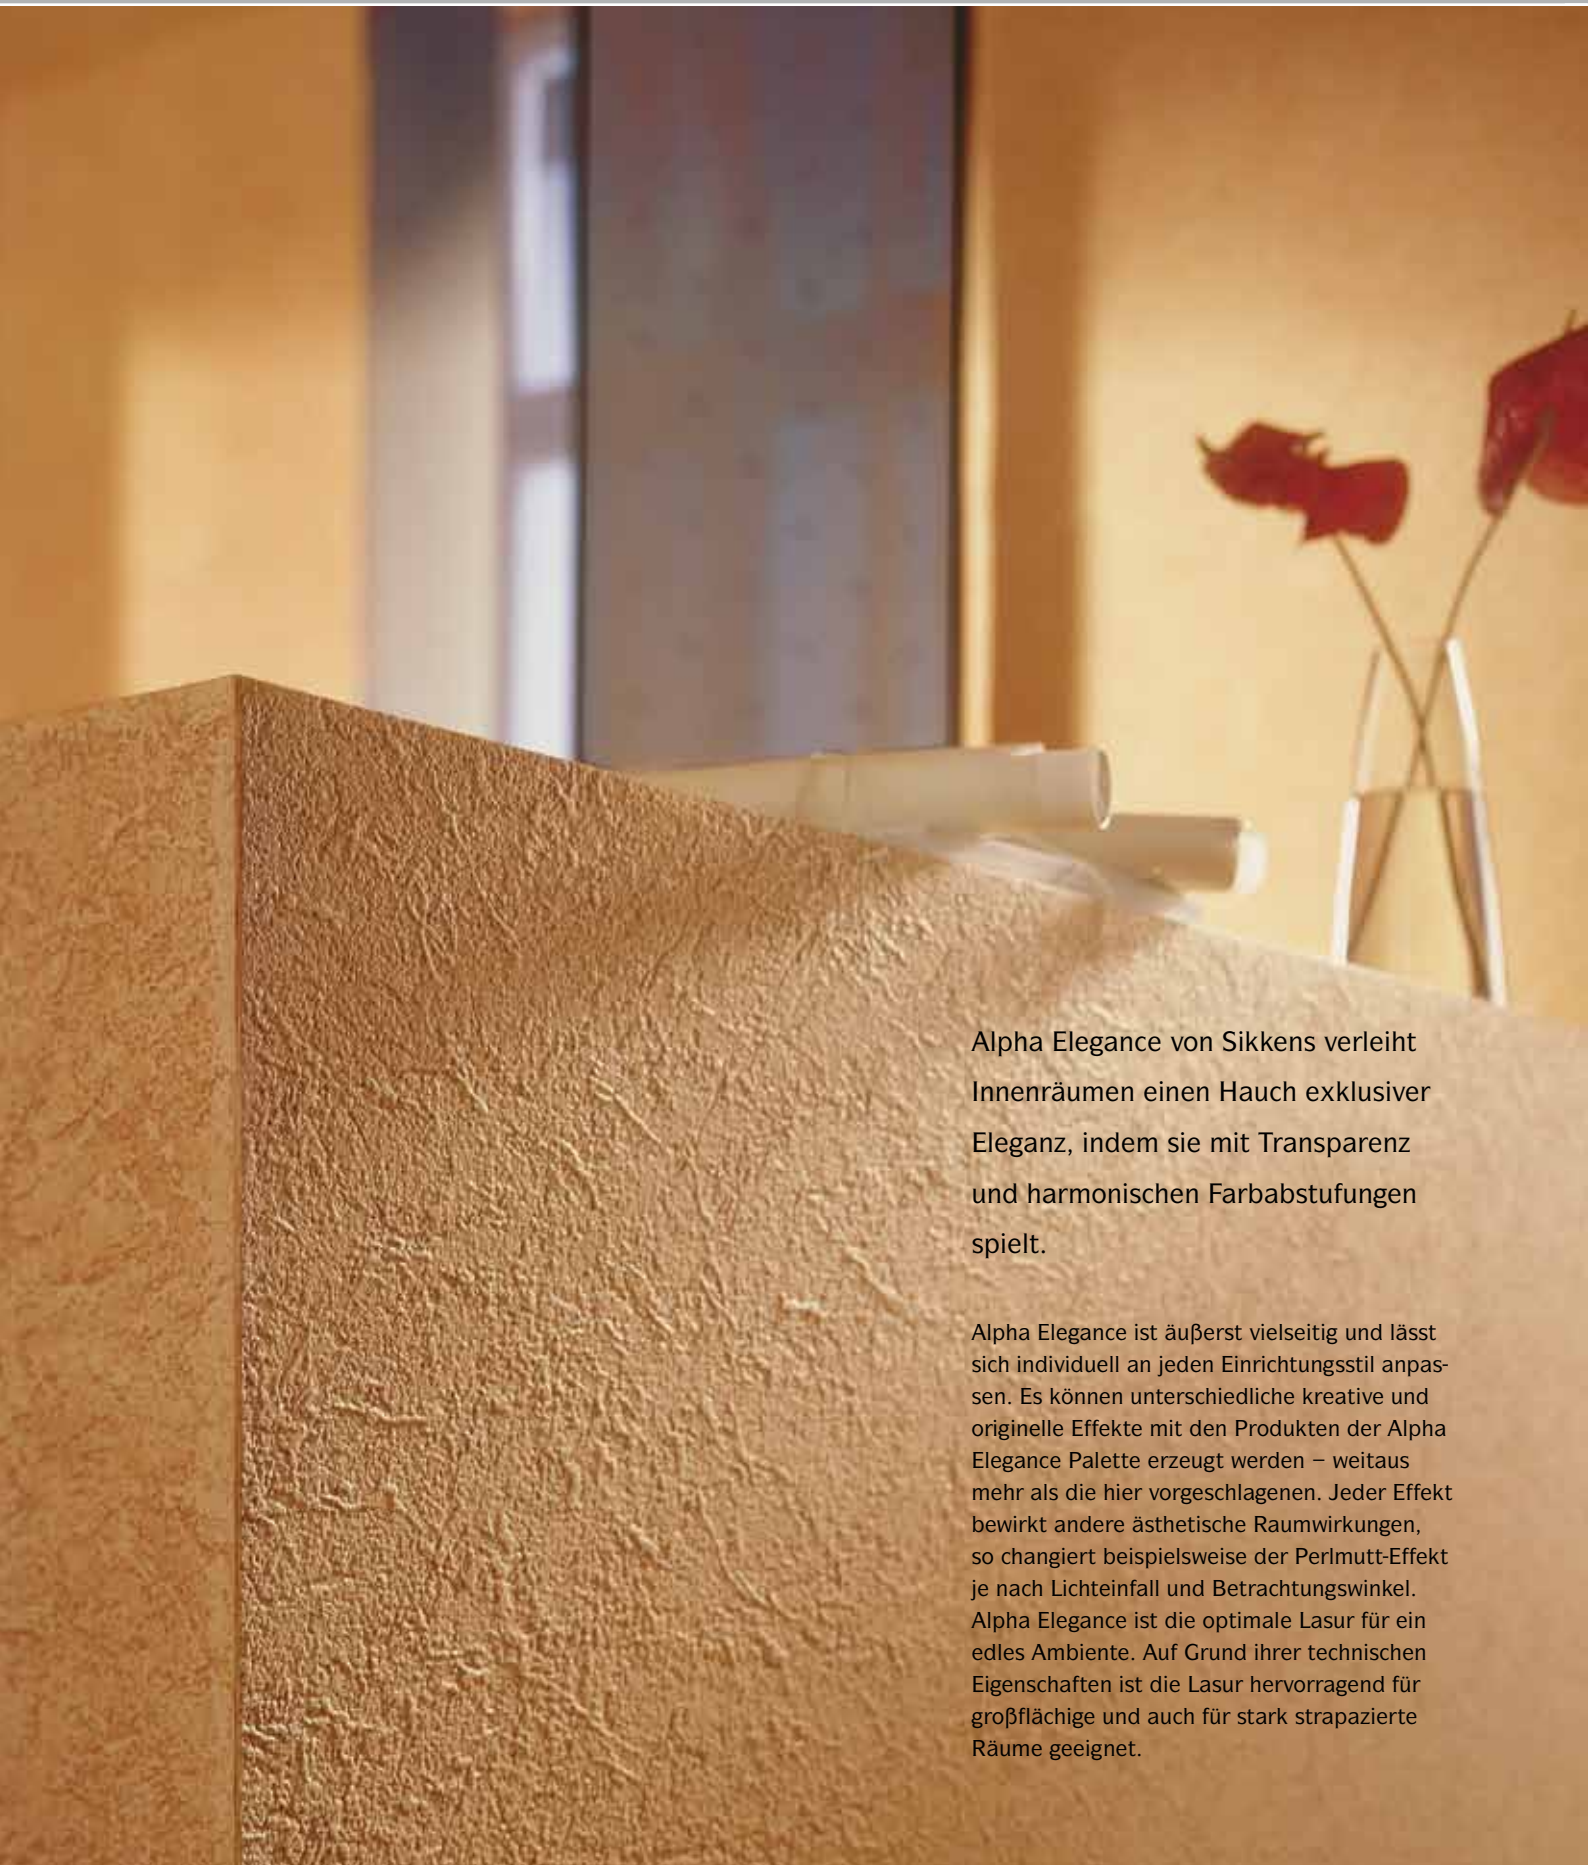 Alpha Elegance von Sikkens verleiht
Innenräumen einen Hauch exklusiver
Eleganz, indem sie mit Transparenz
und harmonischen Farbabstufungen
spielt.
Alpha Elegance ist äußerst vielseitig und lässt
sich individuell an jeden Einrichtungsstil anpas-
sen. Es können unterschiedliche kreative und
originelle Effekte mit den Produkten der Alpha
Elegance Palette erzeugt werden – weitaus
mehr als die hier vorgeschlagenen. Jeder Effekt
bewirkt andere ästhetische Raumwirkungen,
so changiert beispielsweise der Perlmutt-Effekt
je nach Lichteinfall und Betrachtungswinkel.
Alpha Elegance ist die optimale Lasur für ein
edles Ambiente. Auf Grund ihrer technischen
Eigenschaften ist die Lasur hervorragend für
großflächige und auch für stark strapazierte
Räume geeignet.